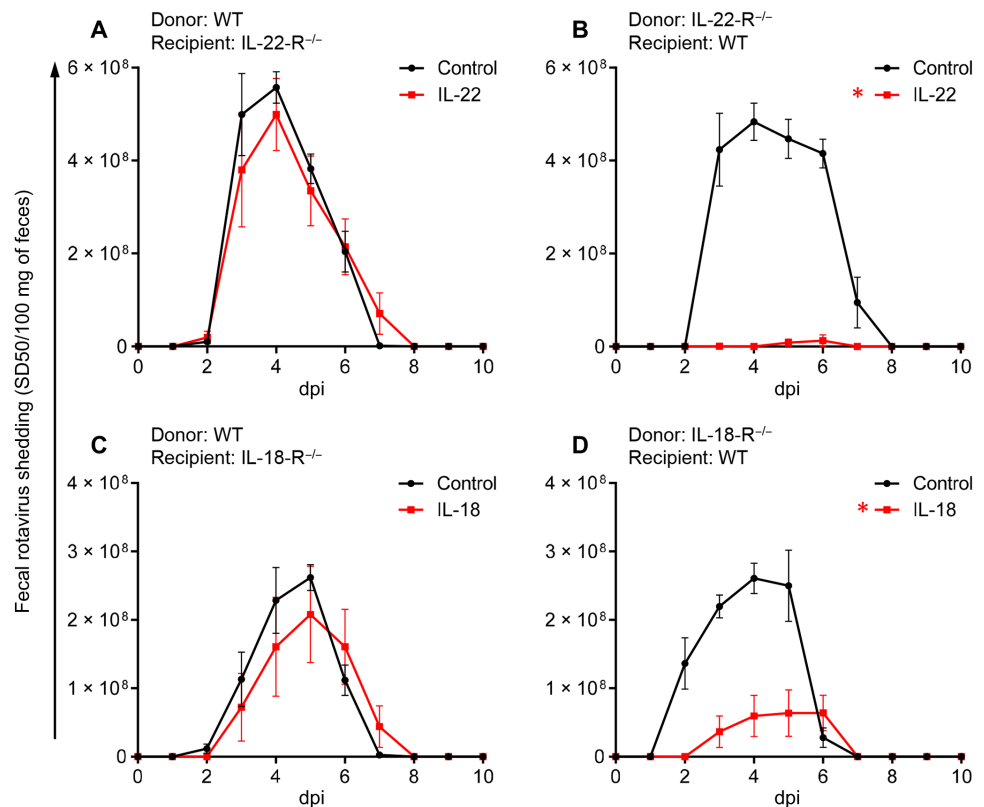 A
Donor: WT
Recipient: IL-22-R⁻/⁻
Control
IL-22
6 × 10⁸
4 × 10⁸
2 × 10⁸
0
0 2 4 6 8 10
dpi
B
Donor: IL-22-R⁻/⁻
Recipient: WT
Control
* IL-22
6 × 10⁸
4 × 10⁸
2 × 10⁸
0
0 2 4 6 8 10
dpi
Fecal rotavirus shedding (SD50/100 mg of feces)
C
Donor: WT
Recipient: IL-18-R⁻/⁻
Control
IL-18
4 × 10⁸
3 × 10⁸
2 × 10⁸
1 × 10⁸
0
0 2 4 6 8 10
dpi
D
Donor: IL-18-R⁻/⁻
Recipient: WT
Control
* IL-18
4 × 10⁸
3 × 10⁸
2 × 10⁸
1 × 10⁸
0
0 2 4 6 8 10
dpi